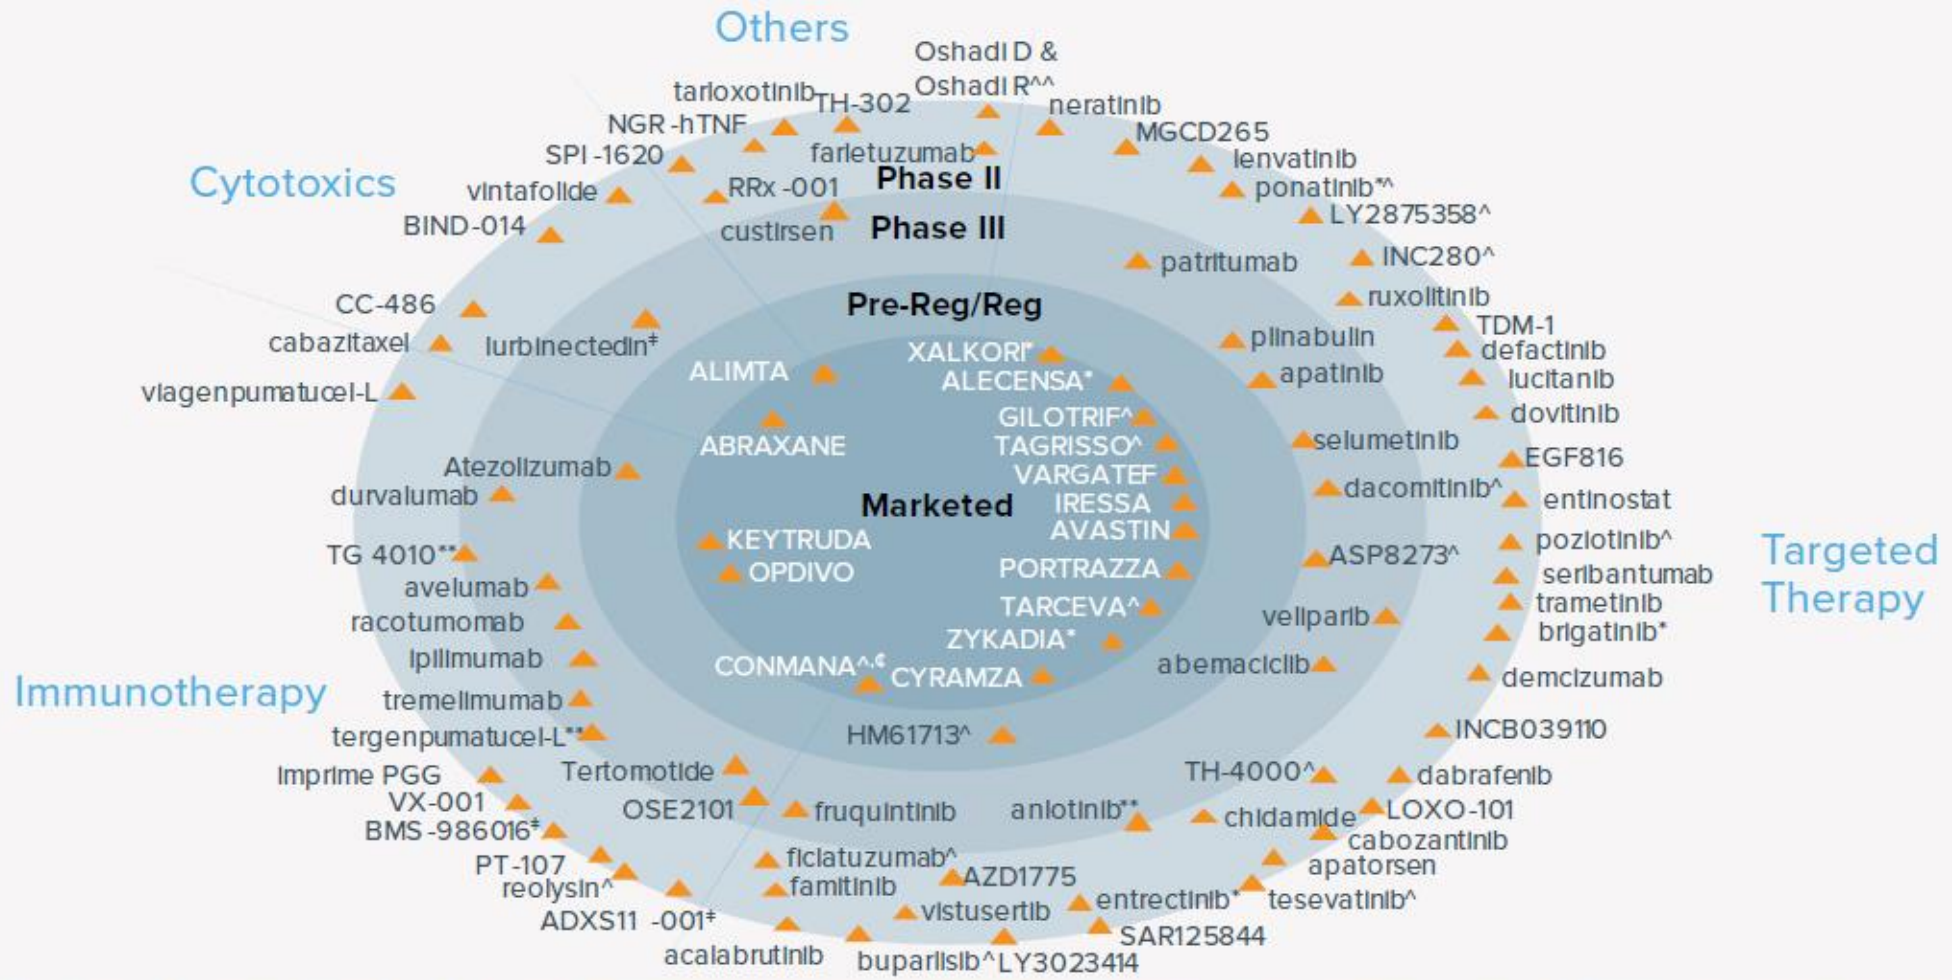 Others
Oshadi D &
Oshadi R^^
tarloxotinib
TH-302
neratinib
NGR -hTNF
MGCD265
SPI -1620
farletuzumab
lenvatinib
Cytotoxics
vintafolide
RRx -001
Phase II
ponatinib*^
BIND-014
custirsen
Phase III
LY2875358^
patritumab
INC280^
CC-486
Pre-Reg/Reg
ruxolitinib
cabazitaxel
lurbinectedin‡
plinabulin
TDM-1
XALKORI*
defactinib
ALIMTA
ALECENSA*
apatinib
lucitanib
viagenpumatucel-L
GILOTRIF^
dovitinib
ABRAXANE
TAGRISSO^
selumetinib
Atezolizumab
VARGATEF
EGF816
durvalumab
Marketed
IRESSA
dacomitinib^
entinostat
KEYTRUDA
AVASTIN
TG 4010**
ASP8273^
poziotinib^
Targeted
Therapy
OPDIVO
PORTRAZZA
seribantumab
avelumab
TARCEVA^
trametinib
racotumomab
veliparib
brigatinib*
ZYKADIA*
ipilimumab
CONMANA^,¢
CYRAMZA
abemaciclib
demcizumab
Immunotherapy
tremelimumab
tergenpumatucel-L**
HM61713^
INCB039110
Imprime PGG
Tertomotide
TH-4000^
dabrafenib
VX-001
OSE2101
fruquintinib
anlotinib**
chidamide
LOXO-101
BMS -986016‡
cabozantinib
PT-107
ficlatuzumab^
apatorsen
reolysin^
famitinib
AZD1775
entrectinib*
tesevatinib^
ADXS11 -001‡
vistusertib
SAR125844
acalabrutinib
buparlisib^
LY3023414